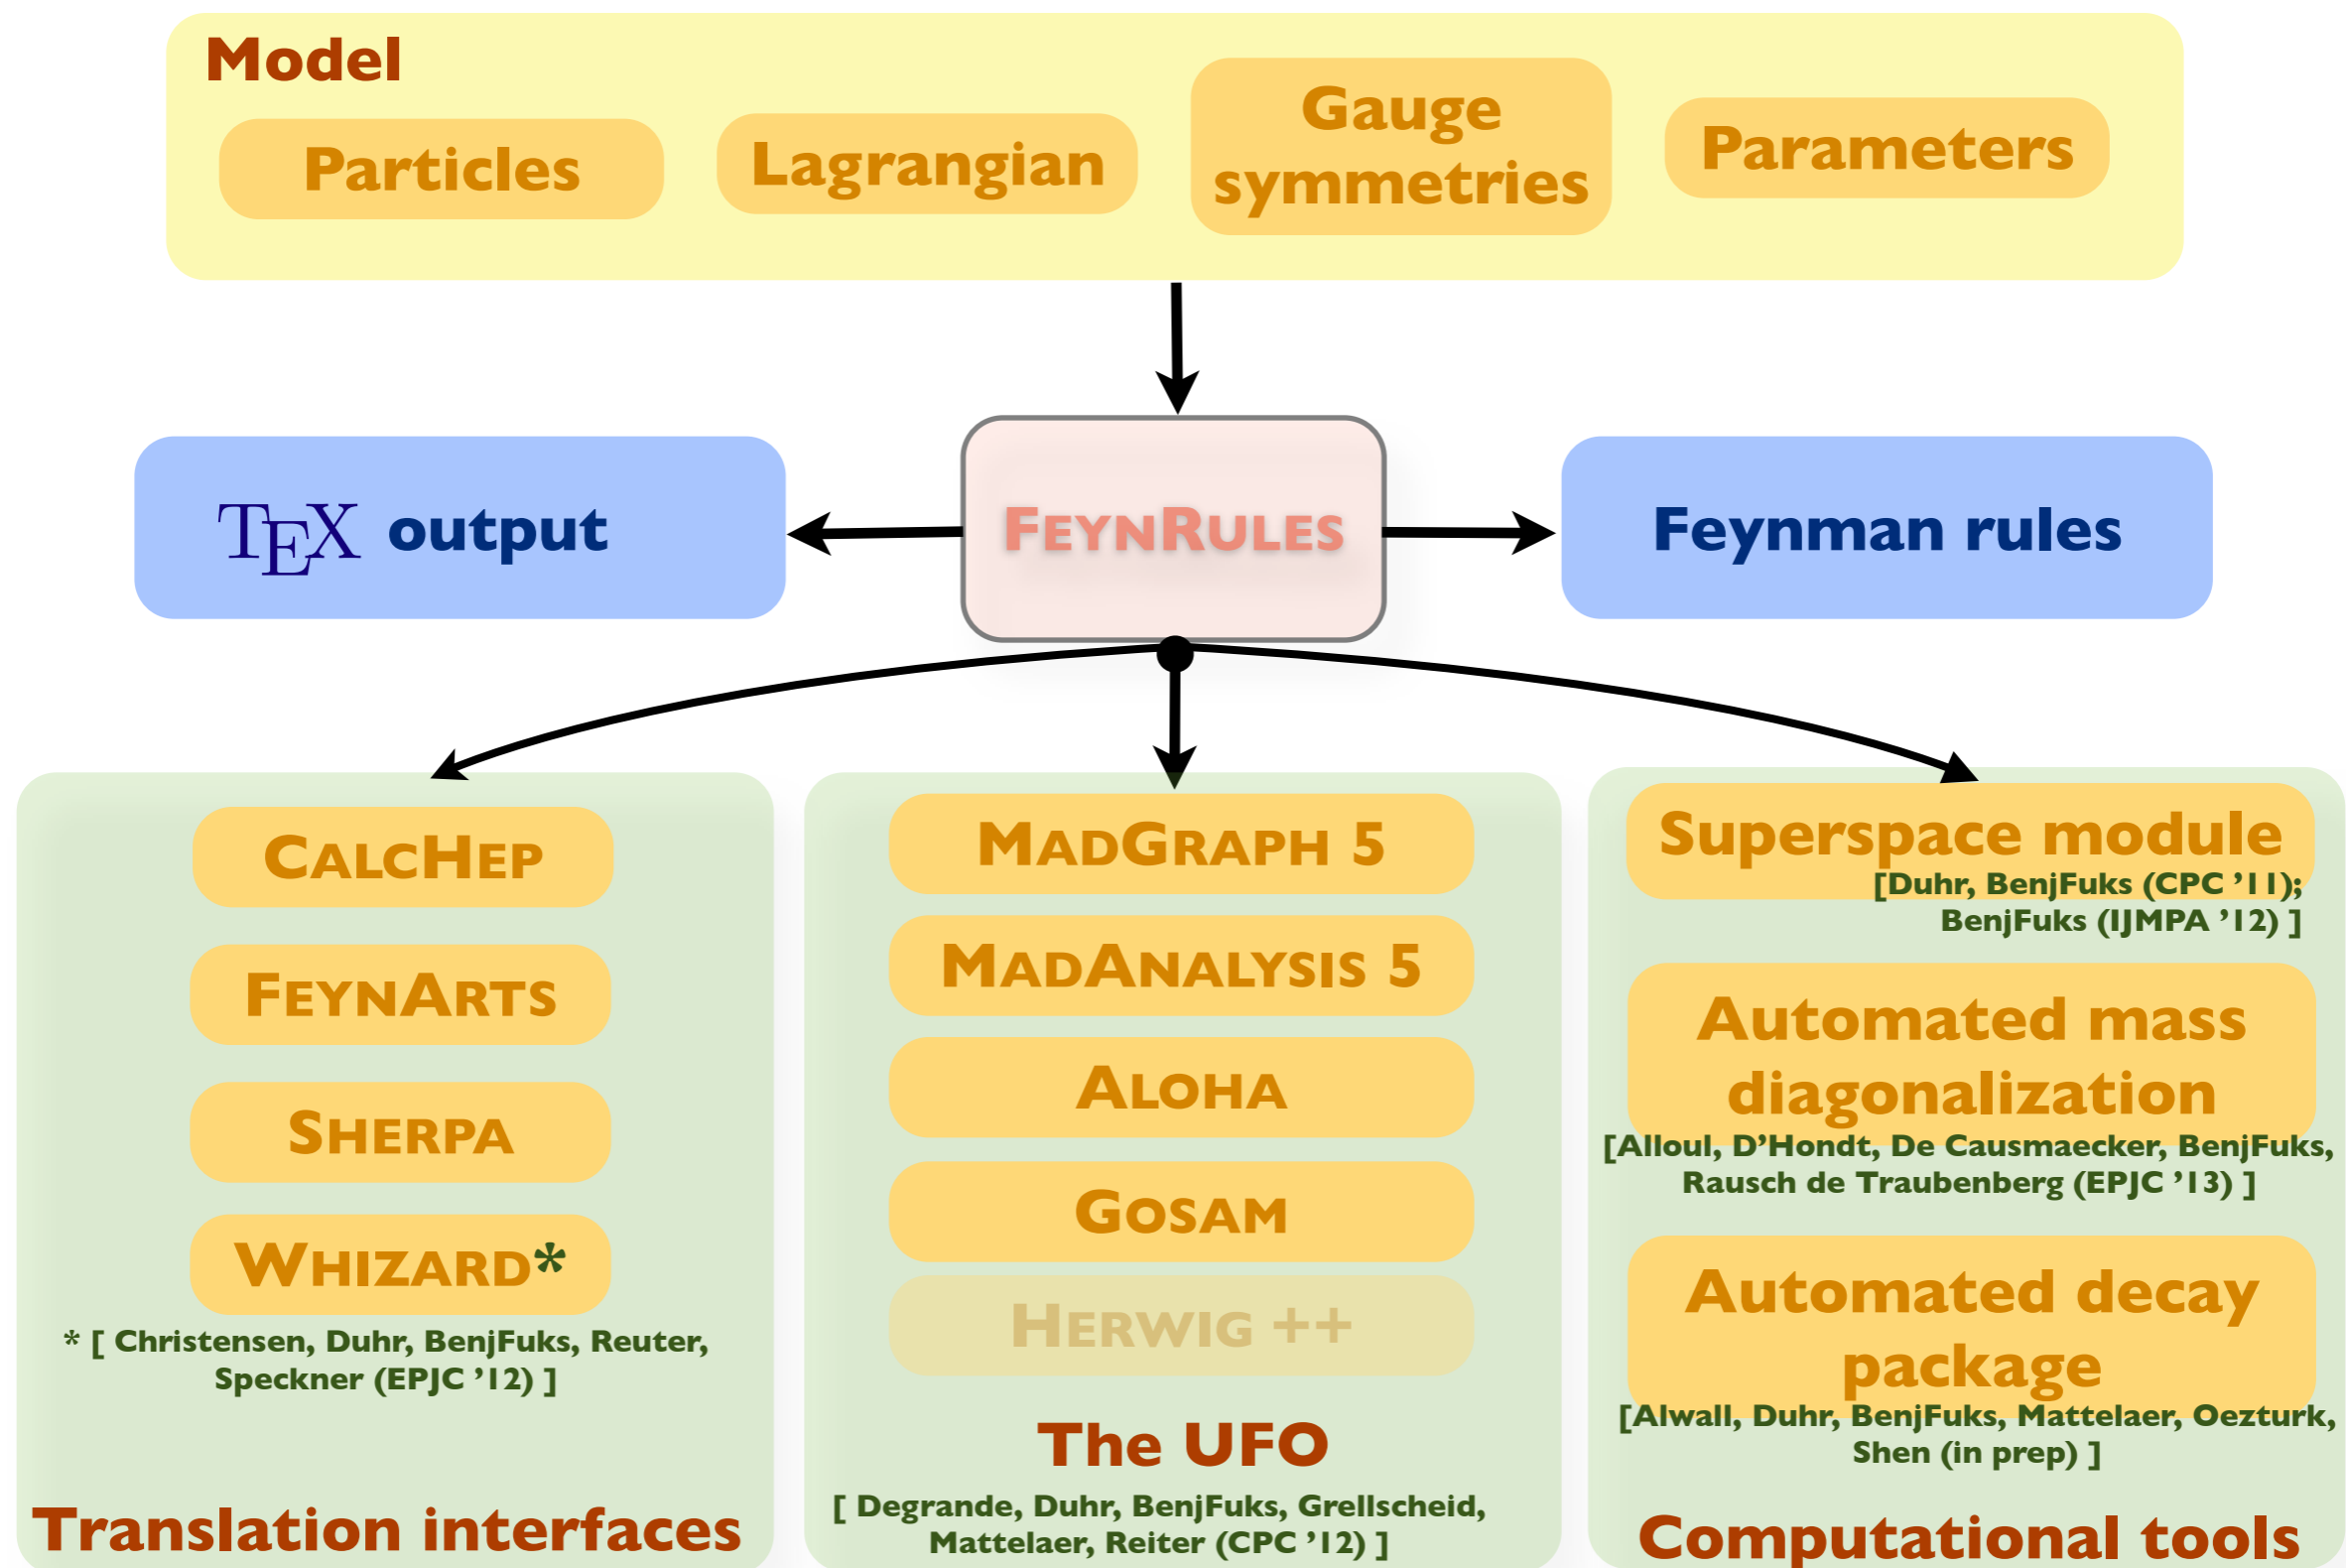 Model
Particles
Lagrangian
Gauge
symmetries
Parameters
TEX output
FEYNRULES
Feynman rules
CALCHEP
FEYNARTS
SHERPA
WHIZARD*
* [ Christensen, Duhr, BenjFuks, Reuter,
Speckner (EPJC ’12) ]
Translation interfaces
MADGRAPH 5
MADANALYSIS 5
ALOHA
GOSAM
HERWIG ++
The UFO
[ Degrande, Duhr, BenjFuks, Grellscheid,
Mattelaer, Reiter (CPC ’12) ]
Superspace module
[Duhr, BenjFuks (CPC ’11);
BenjFuks (IJMPA ’12) ]
Automated mass
diagonalization
[Alloul, D’Hondt, De Causmaecker, BenjFuks,
Rausch de Traubenberg (EPJC ’13) ]
Automated decay
package
[Alwall, Duhr, BenjFuks, Mattelaer, Oezturk,
Shen (in prep) ]
Computational tools